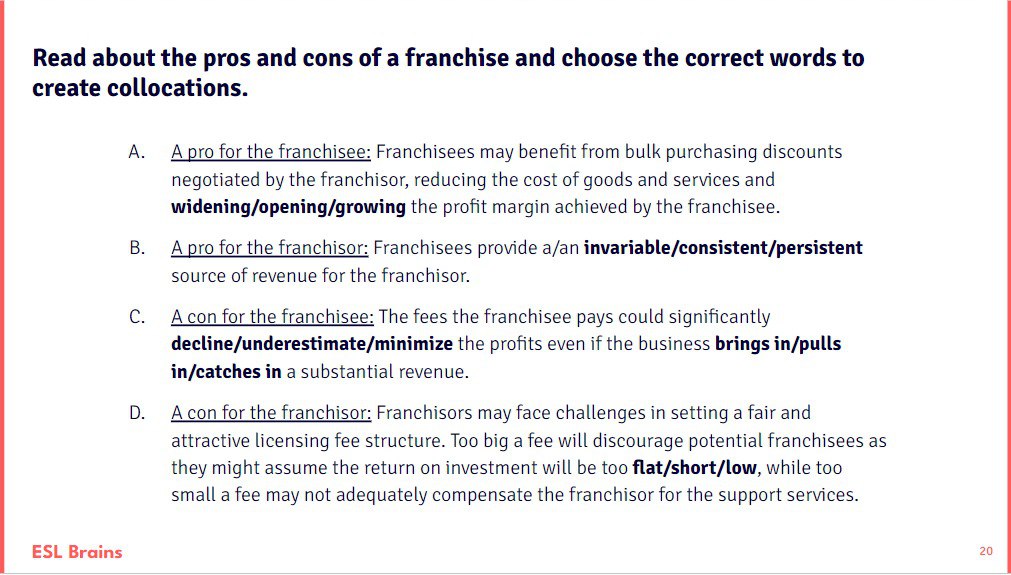 Read about the pros and cons of a franchise and choose the correct words to
create collocations.
A. A pro for the franchisee: Franchisees may benefit from bulk purchasing discounts
negotiated by the franchisor, reducing the cost of goods and services and
widening/opening/growing the profit margin achieved by the franchisee.
B. A pro for the franchisor: Franchisees provide a/an invariable/consistent/persistent
source of revenue for the franchisor.
C. A con for the franchisee: The fees the franchisee pays could significantly
decline/underestimate/minimize the profits even if the business brings in/pulls
in/catches in a substantial revenue.
D. A con for the franchisor: Franchisors may face challenges in setting a fair and
attractive licensing fee structure. Too big a fee will discourage potential franchisees as
they might assume the return on investment will be too flat/short/low, while too
small a fee may not adequately compensate the franchisor for the support services.
ESL Brains
20